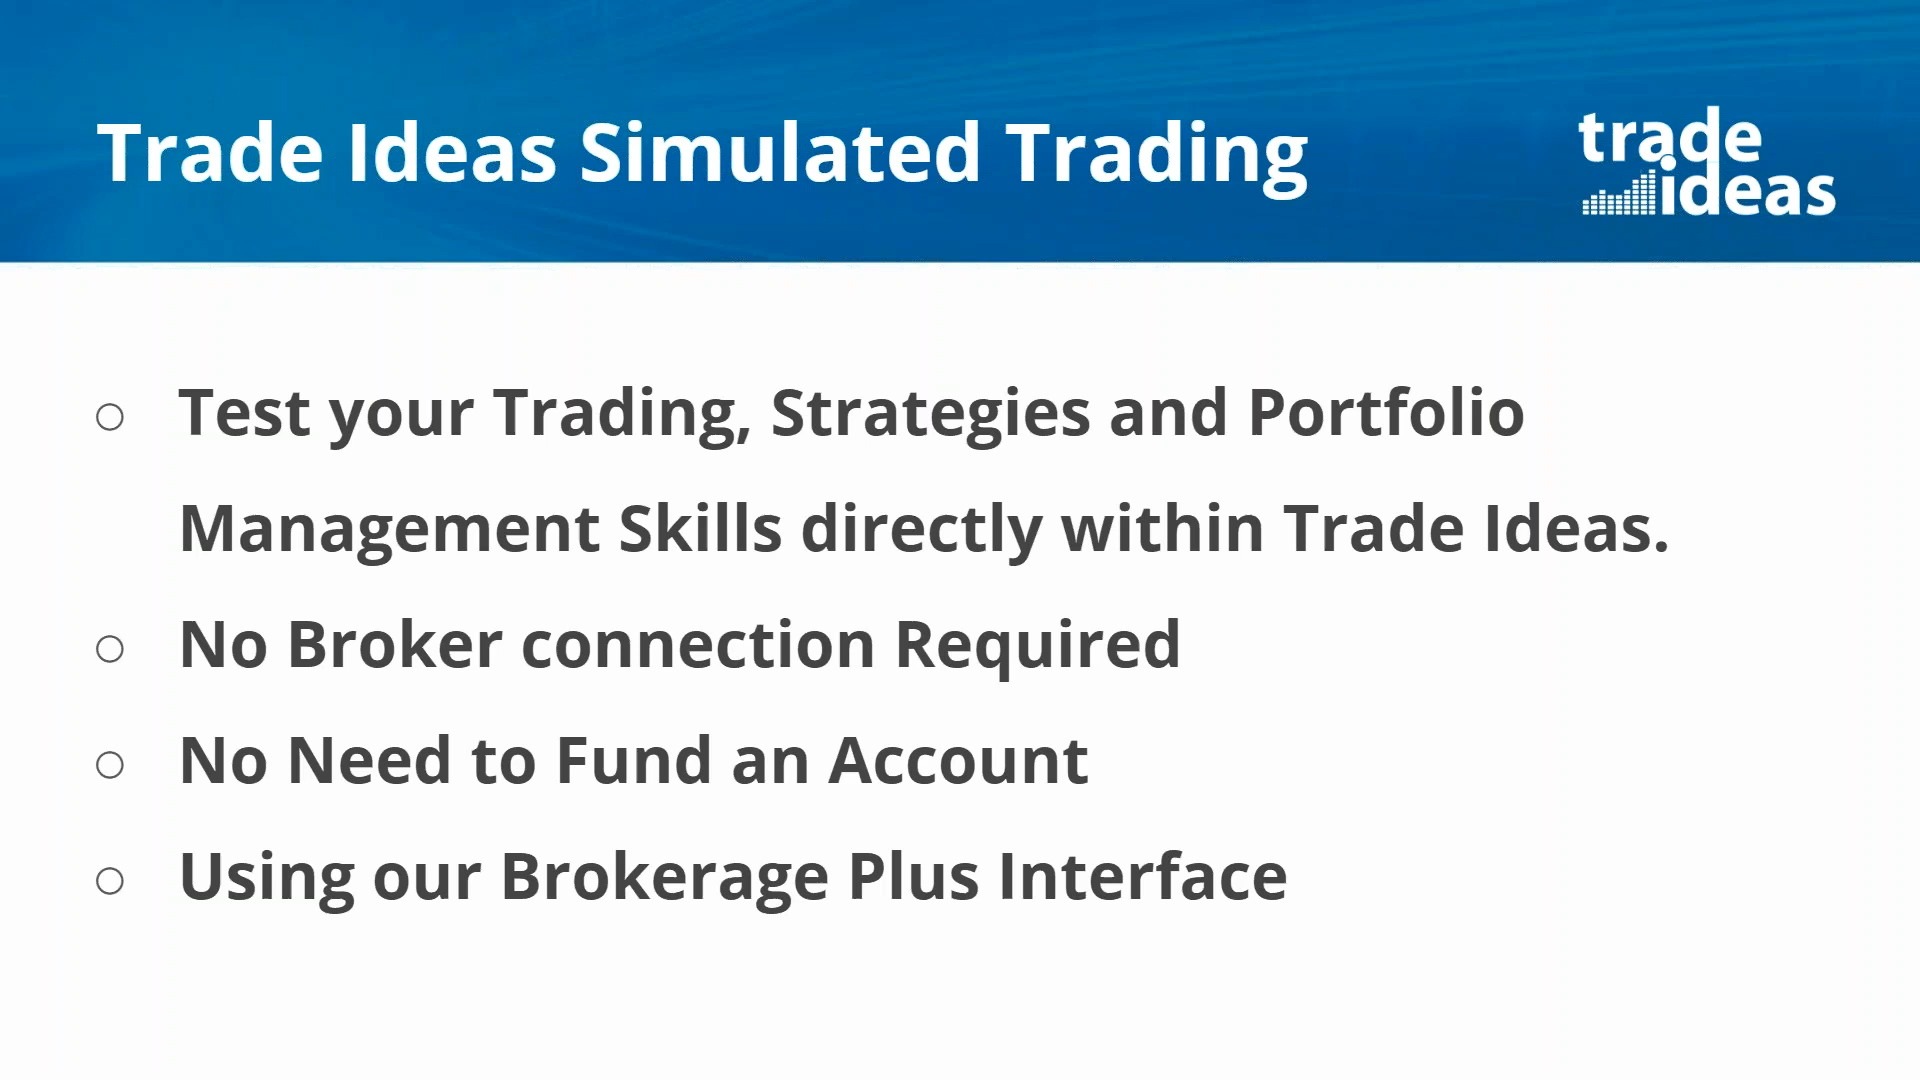 Trade Ideas Simulated Trading
trade
ideas
Test your Trading, Strategies and Portfolio
Management Skills directly within Trade Ideas.
No Broker connection Required
No Need to Fund an Account
Using our Brokerage Plus Interface